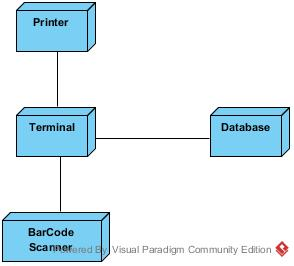 Printer
Terminal
Database
BarCode
Scanner
Powered By: Visual Paradigm Community Edition